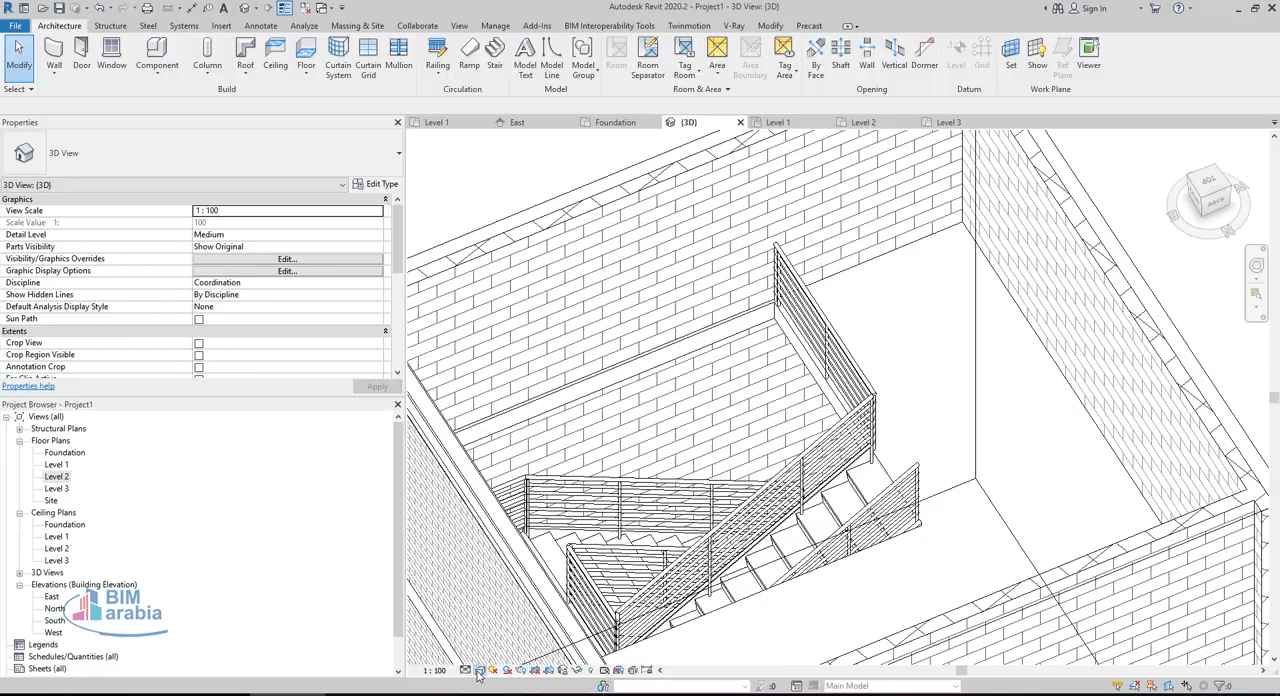 Autodesk Revit 2020.2 - Project1 - 3D View: {3D}
Sign In
File Architecture Structure Steel Systems Insert Annotate Analyze Massing & Site Collaborate View Manage Add-Ins BIM Interoperability Tools Twinmotion V-Ray Modify Precast
Modify Wall Door Window Component Column Roof Ceiling Floor Curtain System Curtain Grid Mullion Railing Ramp Stair Model Text Model Line Model Group Room Room Separator Tag Room Area Area Boundary Tag Area By Face Shaft Wall Vertical Dormer Level Grid Set Show Ref Plane Viewer
Select Build Circulation Model Room & Area Opening Datum Work Plane
Properties
Level 1 East Foundation {3D} Level 1 Level 2 Level 3
3D View
3D View: {3D} Edit Type
Graphics
View Scale 1 : 100
Scale Value 1: 100
Detail Level Medium
Parts Visibility Show Original
Visibility/Graphics Overrides Edit...
Graphic Display Options Edit...
Discipline Coordination
Show Hidden Lines By Discipline
Default Analysis Display Style None
Sun Path
Extents
Crop View
Crop Region Visible
Annotation Crop
Properties help Apply
TOP
BACK
N
Project Browser - Project1
Views (all)
Structural Plans
Floor Plans
Foundation
Level 1
Level 2
Level 3
Site
Ceiling Plans
Foundation
Level 1
Level 2
Level 3
3D Views
Elevations (Building Elevation)
East
North
South
West
BIM
arabia
Legends
Schedules/Quantities (all)
Sheets (all)
1 : 100
:0 Main Model :0